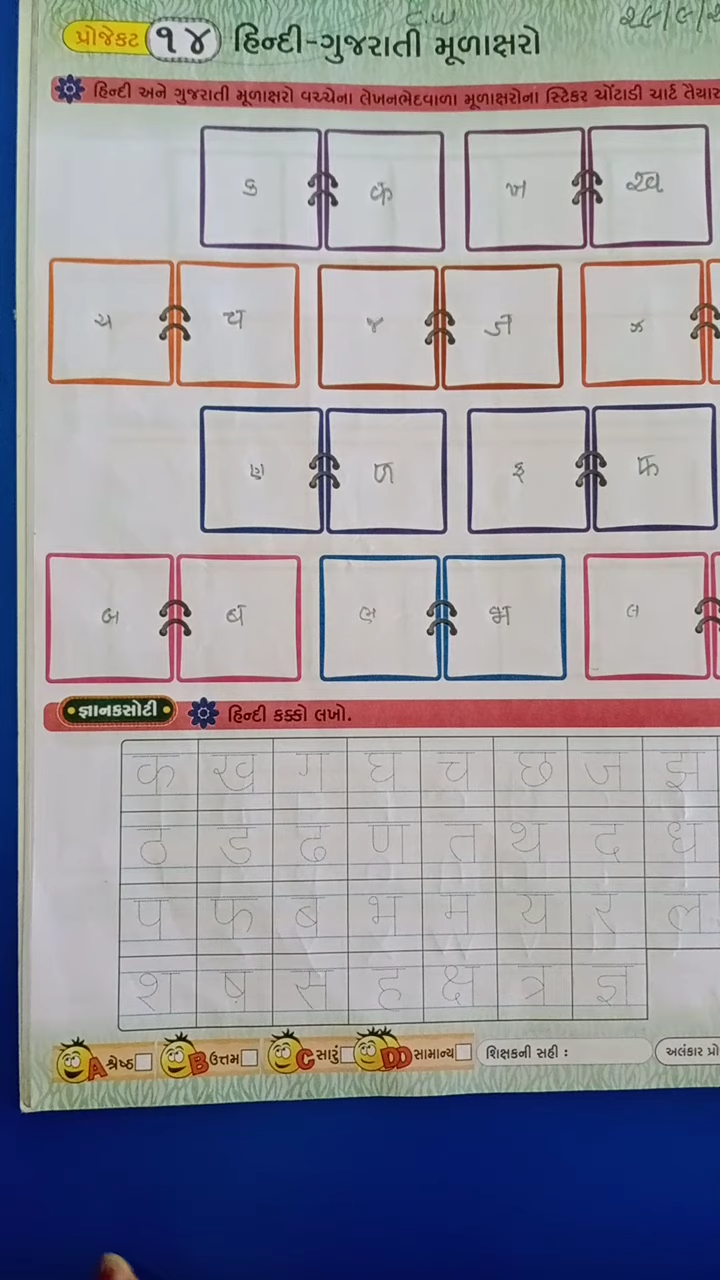 C.W
પ્રોજેક્ટ ૧૪ હિન્દી-ગુજરાતી મૂળાક્ષરો
હિન્દી અને ગુજરાતી મૂળાક્ષરો વચ્ચેના લેખનભેદવાળા મૂળાક્ષરોના સ્ટિકર ચોંટાડી ચાર્ટ તૈયાર
ક क ખ ख
ચ च જ ज ઝ
ણ ण ફ फ
બ ब ભ भ લ
જ્ઞાનકસોટી હિન્દી કક્કો લખો.
क ख ग घ च छ ज झ
ठ ड ढ ण त थ द ध
प फ ब भ म य र ल
श ष स ह क्ष त्र ज्ञ
A શ્રેષ્ઠ B ઉત્તમ C સારું DD સામાન્ય શિક્ષકની સહી : અલંકાર પ્રો